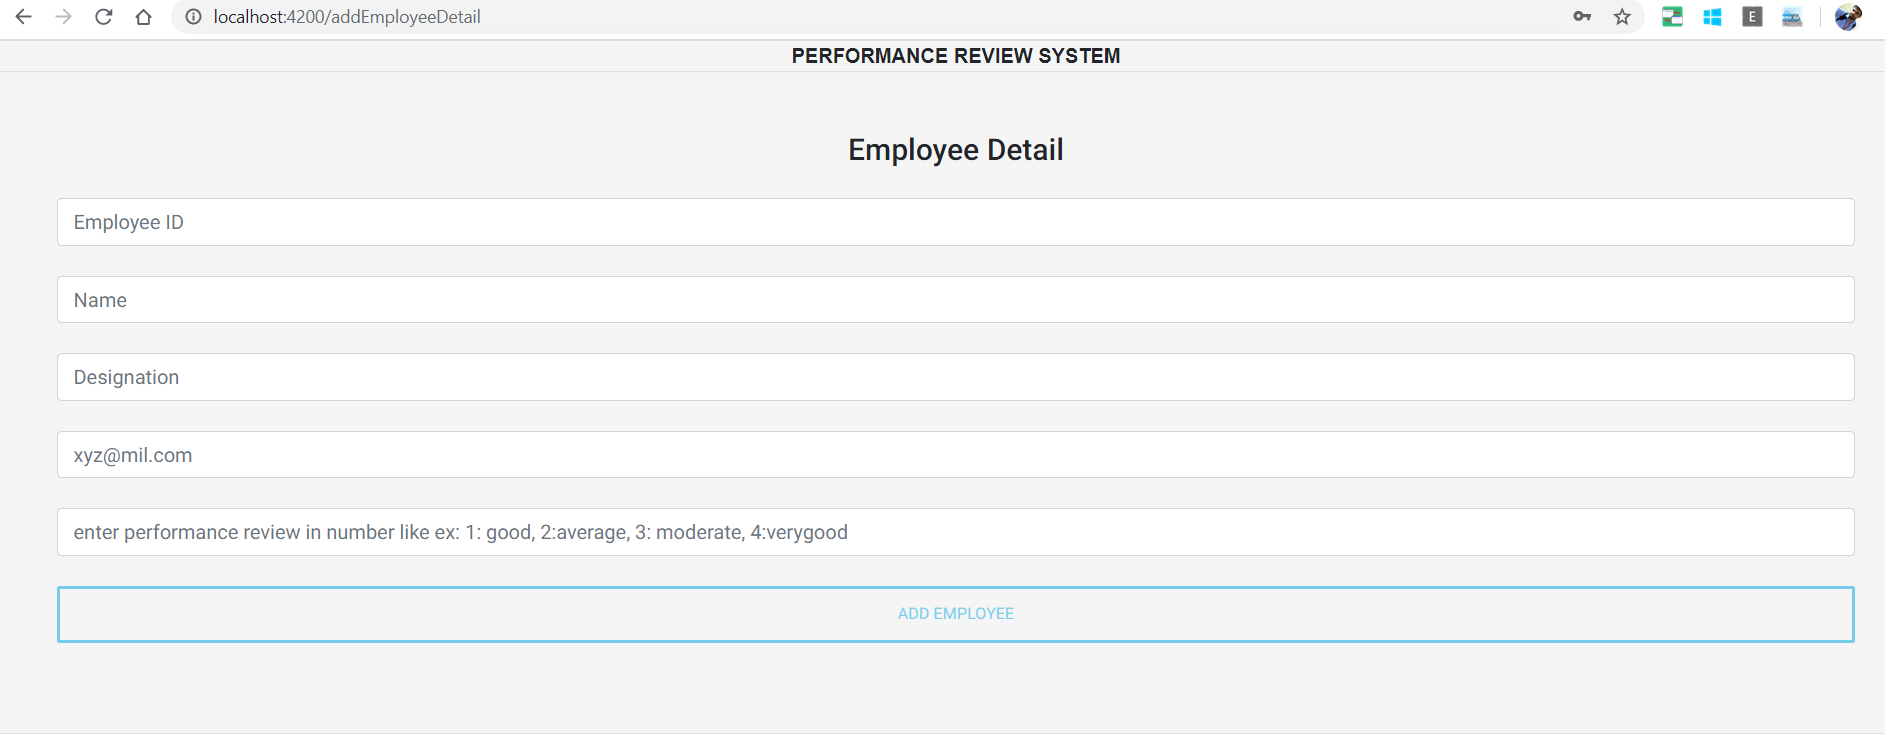 localhost:4200/addEmployeeDetail
E
PERFORMANCE REVIEW SYSTEM
Employee Detail
Employee ID
Name
Designation
xyz@mil.com
enter performance review in number like ex: 1: good, 2:average, 3: moderate, 4:verygood
ADD EMPLOYEE